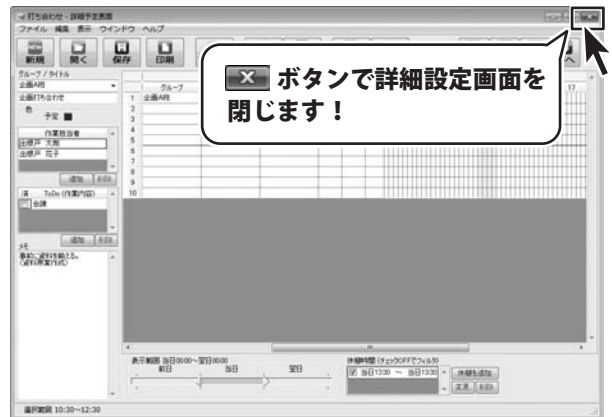 打ち合わせ - 詳細予定画面
ファイル 編集 表示 ウインドウ ヘルプ
新規 開く 保存 印刷
X ボタンで詳細設定画面を
閉じます！
グループ / タイトル
企画A班
企画打ち合わせ
色
予定
作業担当者
出根戸 太郎
出根戸 花子
追加 削除
済 ToDo (作業内容)
会議
追加 削除
メモ
事前に資料を揃える。
(資料原案作成)
グループ 17
1 企画A班
2
3
4
5
6
7
8
9
10
表示範囲 当日00:00～翌日00:00
前日 当日 翌日
休憩時間 (チェックOFFでフィルタ)
当日12:30 ～ 当日13:30
休憩を追加
変更 削除
選択範囲 10:30～12:30